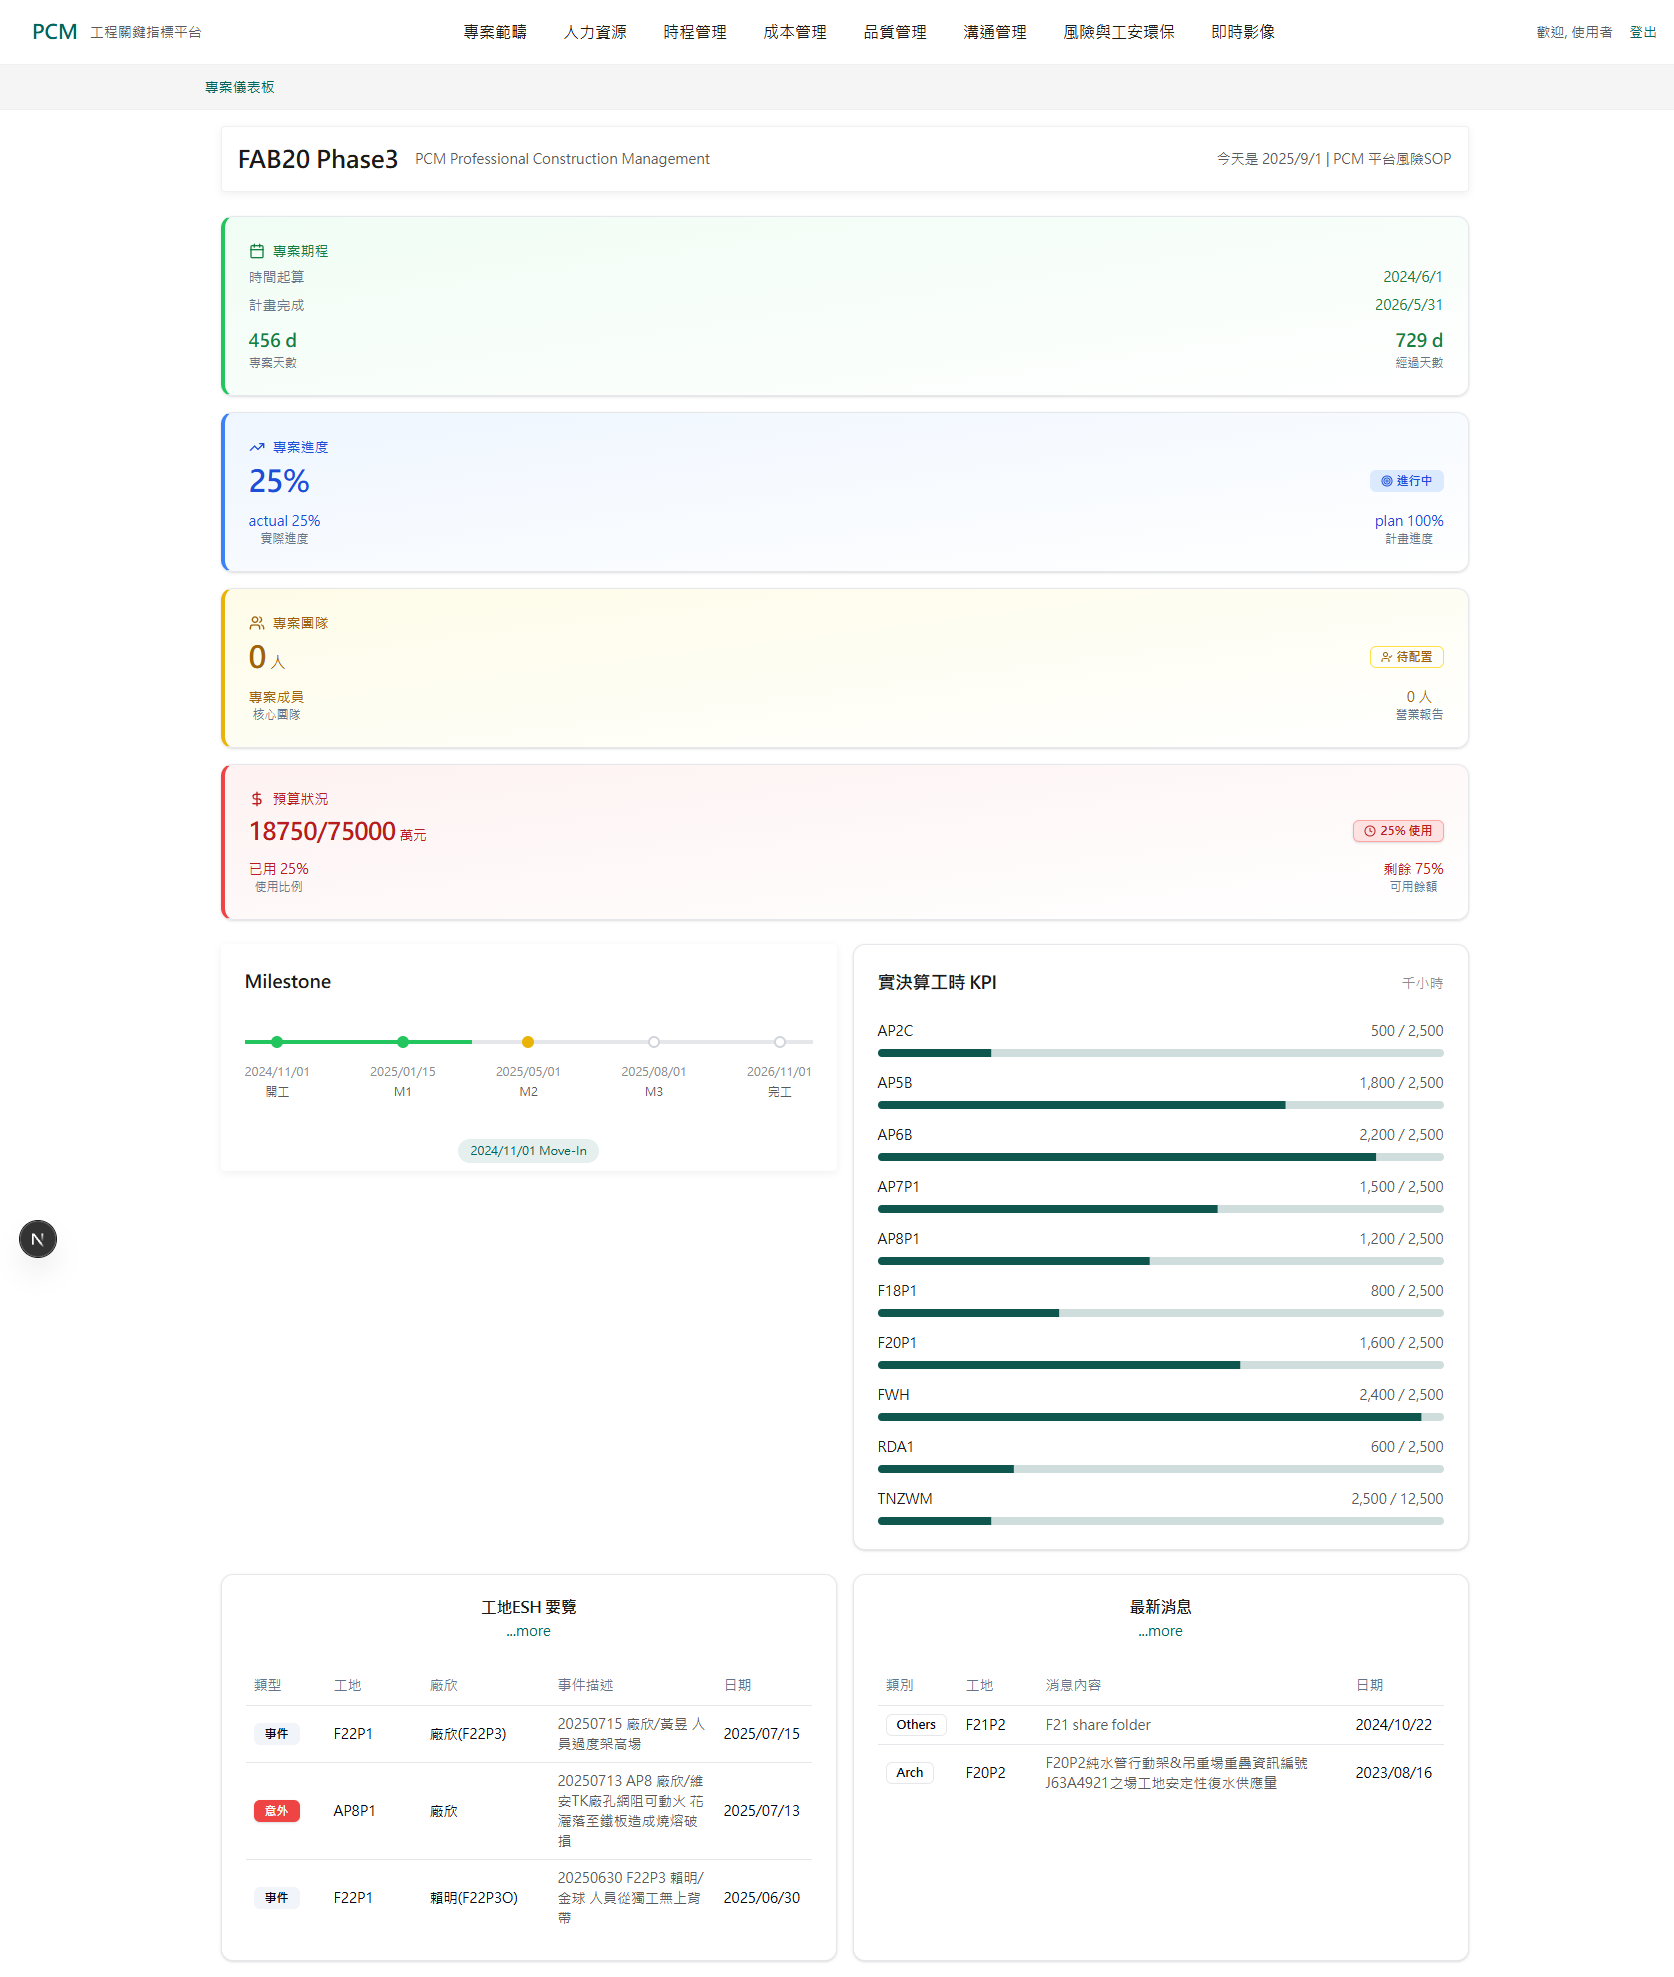 PCM 工程關鍵指標平台 專案範疇 人力資源 時程管理 成本管理 品質管理 溝通管理 風險與工安環保 即時影像 歡迎, 使用者 登出
專案儀表板
FAB20 Phase3 PCM Professional Construction Management 今天是 2025/9/1 | PCM 平台風險SOP
專案期程
時間起算 2024/6/1
計畫完成 2026/5/31
456 d 729 d
專案天數 經過天數
專案進度
25% 進行中
actual 25% plan 100%
實際進度 計畫進度
專案團隊
0 人 待配置
專案成員 0 人
核心團隊 營業報告
預算狀況
18750/75000 萬元 25% 使用
已用 25% 剩餘 75%
使用比例 可用餘額
Milestone
2024/11/01 2025/01/15 2025/05/01 2025/08/01 2026/11/01
開工 M1 M2 M3 完工
2024/11/01 Move-In
實決算工時 KPI 千小時
AP2C 500 / 2,500
AP5B 1,800 / 2,500
AP6B 2,200 / 2,500
AP7P1 1,500 / 2,500
AP8P1 1,200 / 2,500
F18P1 800 / 2,500
F20P1 1,600 / 2,500
FWH 2,400 / 2,500
RDA1 600 / 2,500
TNZWM 2,500 / 12,500
N
工地ESH 要覽
...more
類型 工地 廠欣 事件描述 日期
事件 F22P1 廠欣(F22P3) 20250715 廠欣/黃昱 人 2025/07/15
員過度架高場
意外 AP8P1 廠欣 20250713 AP8 廠欣/維 2025/07/13
安TK廠孔網阻可動火 花
灑落至鐵板造成燒熔破
損
事件 F22P1 賴明(F22P3O) 20250630 F22P3 賴明/ 2025/06/30
金球 人員從獨工無上背
帶
最新消息
...more
類別 工地 消息內容 日期
Others F21P2 F21 share folder 2024/10/22
Arch F20P2 F20P2純水管行動架&吊重場重疊資訊編號 2023/08/16
J63A4921之場工地安定性復水供應量